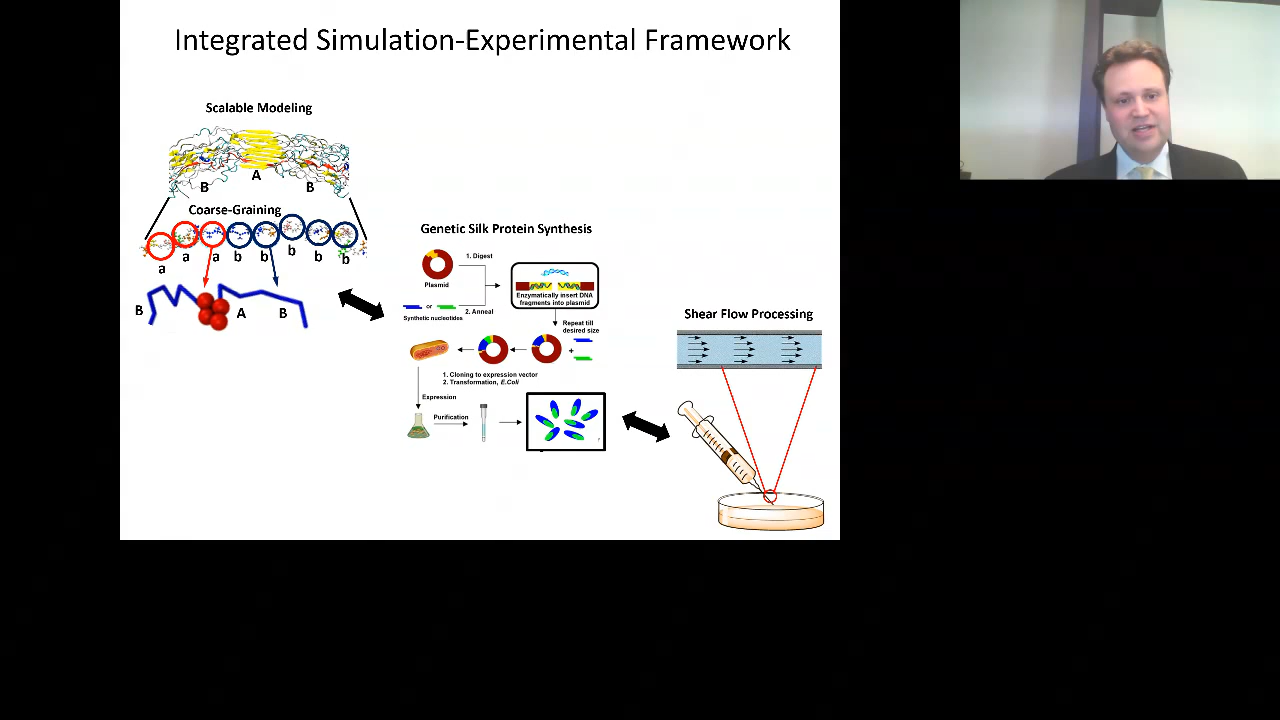 Integrated Simulation-Experimental Framework
Scalable Modeling
B
A
B
Coarse-Graining
a
a
a
b
b
b
b
b
B
A
B
Genetic Silk Protein Synthesis
Plasmid
1. Digest
or
Synthetic nucleotides
2. Anneal
Enzymatically insert DNA
fragments into plasmid
Repeat till
desired size
+
1. Cloning to expression vector
2. Transformation, E.Coli
Expression
Purification
Shear Flow Processing